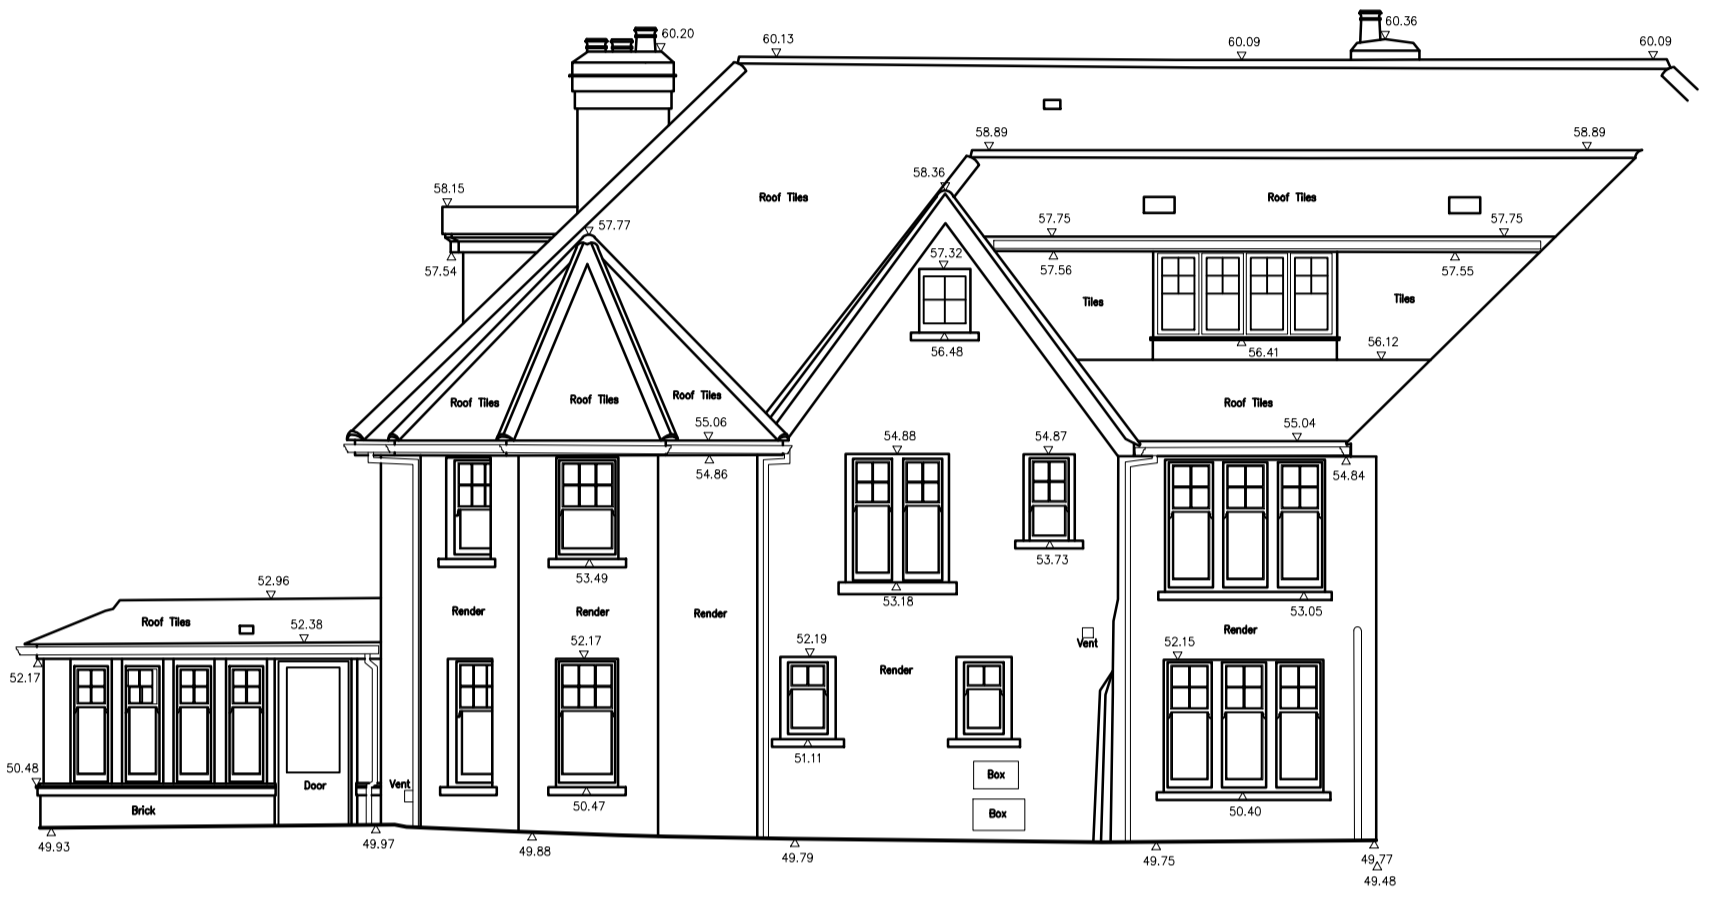 60.36
60.20
60.13
60.09
60.09
58.89
58.89
58.36
58.15
Roof Tiles
Roof Tiles
57.77
57.75
57.75
57.54
57.32
57.56
57.55
Tiles
Tiles
56.48
56.41
56.12
Roof Tiles
Roof Tiles
Roof Tiles
Roof Tiles
55.06
55.04
54.86
54.88
54.87
54.84
53.49
53.73
53.18
53.05
52.96
Render
Render
Render
Roof Tiles
52.38
Render
52.17
52.19
Vent
52.15
52.17
Render
51.11
50.48
Box
Vent
Door
50.47
50.40
Brick
Box
49.93
49.97
49.88
49.79
49.75
49.77
49.48